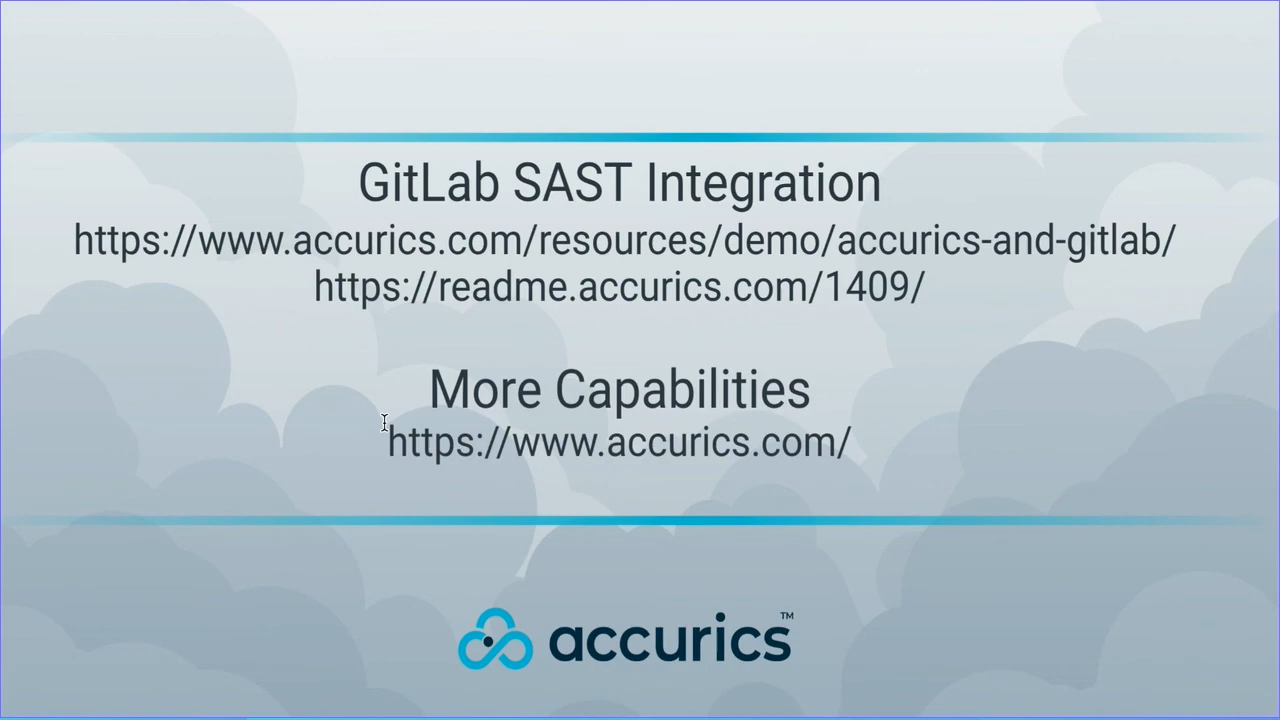 GitLab SAST Integration
https://www.accurics.com/resources/demo/accurics-and-gitlab/
https://readme.accurics.com/1409/
More Capabilities
https://www.accurics.com/
accurics™